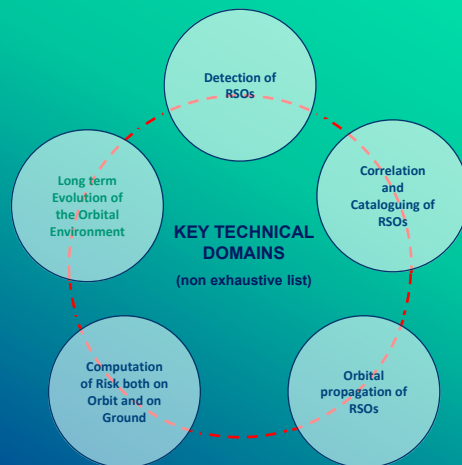 Detection of
RSOs
Correlation
and
Cataloguing of
RSOs
Long term
Evolution of
the Orbital
Environment
KEY TECHNICAL
DOMAINS
(non exhaustive list)
Computation
of Risk both on
Orbit and on
Ground
Orbital
propagation of
RSOs